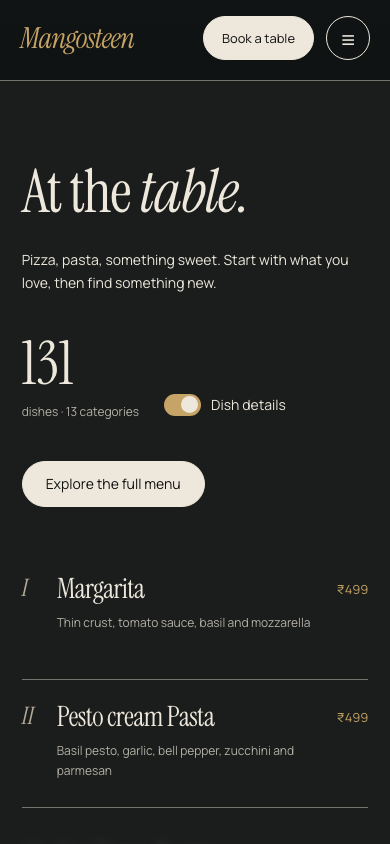 Mangosteen
Book a table
At the table.
Pizza, pasta, something sweet. Start with what you
love, then find something new.
131
dishes · 13 categories
Dish details
Explore the full menu
I
Margarita
₹499
Thin crust, tomato sauce, basil and mozzarella
II
Pesto cream Pasta
₹499
Basil pesto, garlic, bell pepper, zucchini and
parmesan